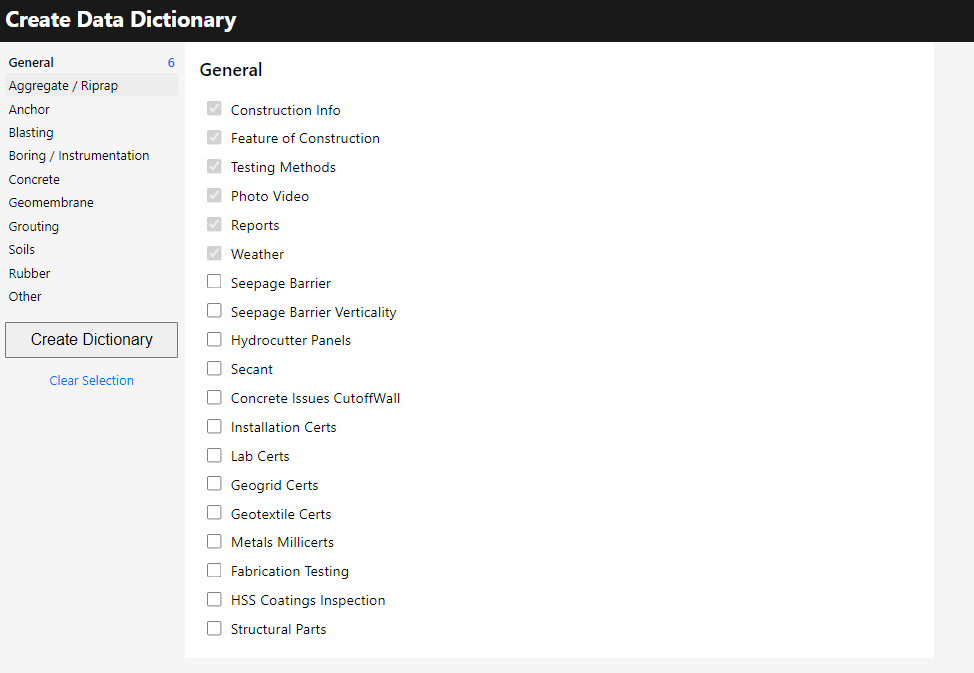 Create Data Dictionary
General 6
Aggregate / Riprap
Anchor
Blasting
Boring / Instrumentation
Concrete
Geomembrane
Grouting
Soils
Rubber
Other
Create Dictionary
Clear Selection
General
Construction Info
Feature of Construction
Testing Methods
Photo Video
Reports
Weather
Seepage Barrier
Seepage Barrier Verticality
Hydrocutter Panels
Secant
Concrete Issues CutoffWall
Installation Certs
Lab Certs
Geogrid Certs
Geotextile Certs
Metals Millicerts
Fabrication Testing
HSS Coatings Inspection
Structural Parts